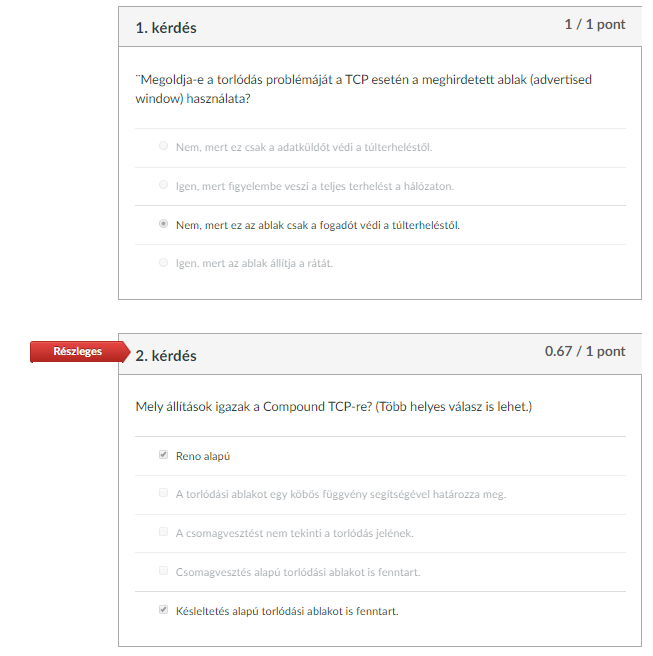 1. kérdés
1 / 1 pont
¨Megoldja-e a torlódás problémáját a TCP esetén a meghirdetett ablak (advertised
window) használata?
Nem, mert ez csak a adatküldőt védi a túlterheléstől.
Igen, mert figyelembe veszi a teljes terhelést a hálózaton.
Nem, mert ez az ablak csak a fogadót védi a túlterheléstől.
Igen. mert az ablak állítja a rátát.
Részleges
2. kérdés
0.67 / 1 pont
Mely állítások igazak a Compound TCP-re? (Több helyes válasz is lehet.)
Reno alapú
A torlódási ablakot egy köbös függvény segítségével határozza meg.
A csomagvesztést nem tekinti a torlódás jelének.
Csomagvesztés alapú torlódási ablakot is fenntart.
Késleltetés alapú torlódási ablakot is fenntart.